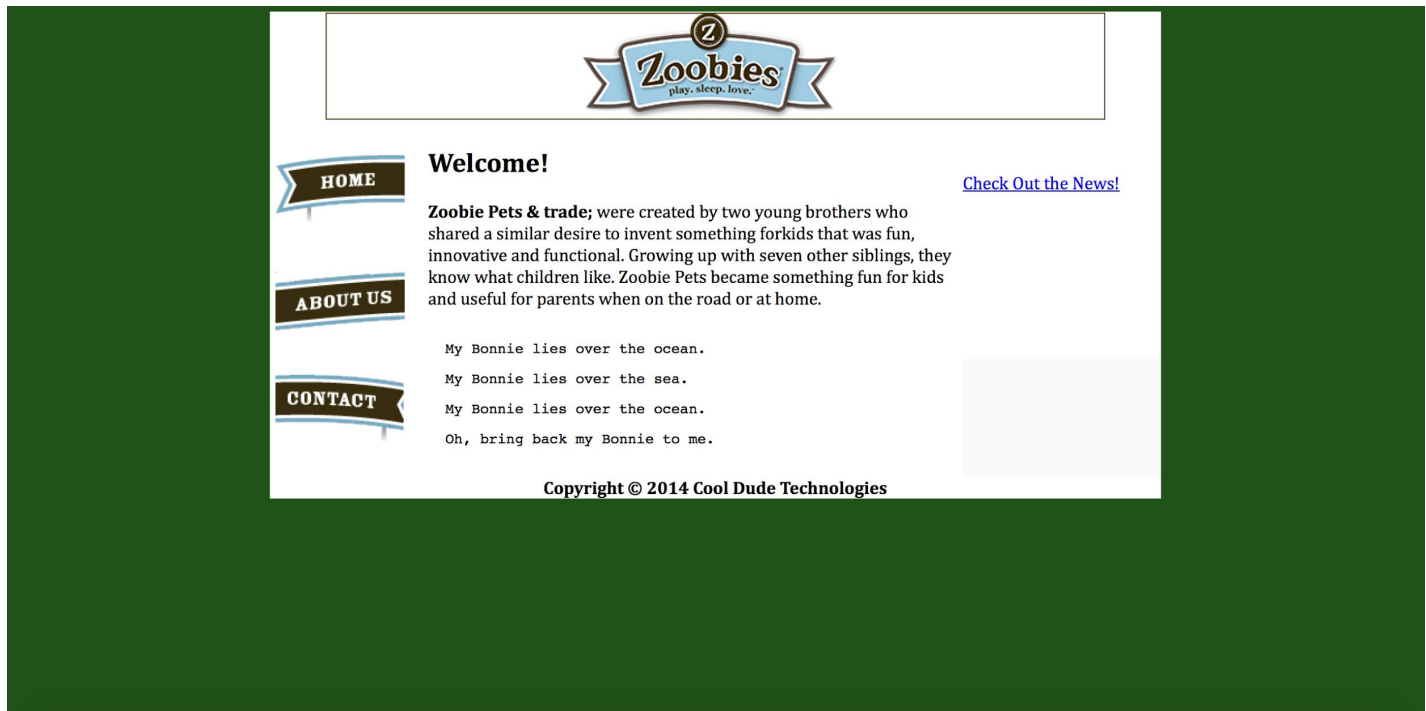 Z
Zoobies
play. sleep. love.™
HOME
ABOUT US
CONTACT
Welcome!
Zoobie Pets & trade; were created by two young brothers who
shared a similar desire to invent something forkids that was fun,
innovative and functional. Growing up with seven other siblings, they
know what children like. Zoobie Pets became something fun for kids
and useful for parents when on the road or at home.
My Bonnie lies over the ocean.
My Bonnie lies over the sea.
My Bonnie lies over the ocean.
Oh, bring back my Bonnie to me.
Check Out the News!
Copyright © 2014 Cool Dude Technologies